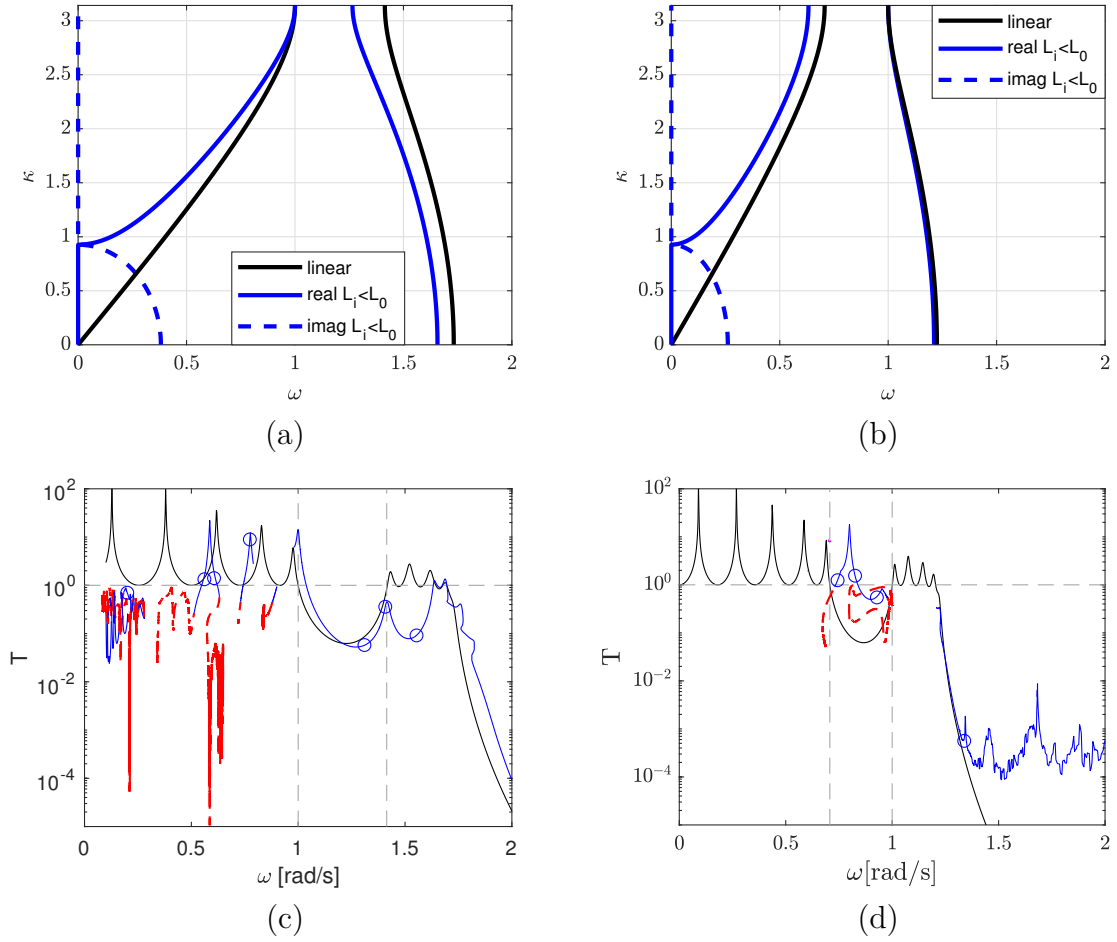 3
2.5
2
1.5
1
0.5
0
κ
linear
real L_i<L_0
imag L_i<L_0
0 0.5 1 1.5 2
ω
(a)
3
2.5
2
1.5
1
0.5
0
κ
linear
real L_i<L_0
imag L_i<L_0
0 0.5 1 1.5 2
ω
(b)
10^2
10^0
10^-2
10^-4
T
0 0.5 1 1.5 2
ω [rad/s]
(c)
10^2
10^0
10^-2
10^-4
T
0 0.5 1 1.5 2
ω[rad/s]
(d)